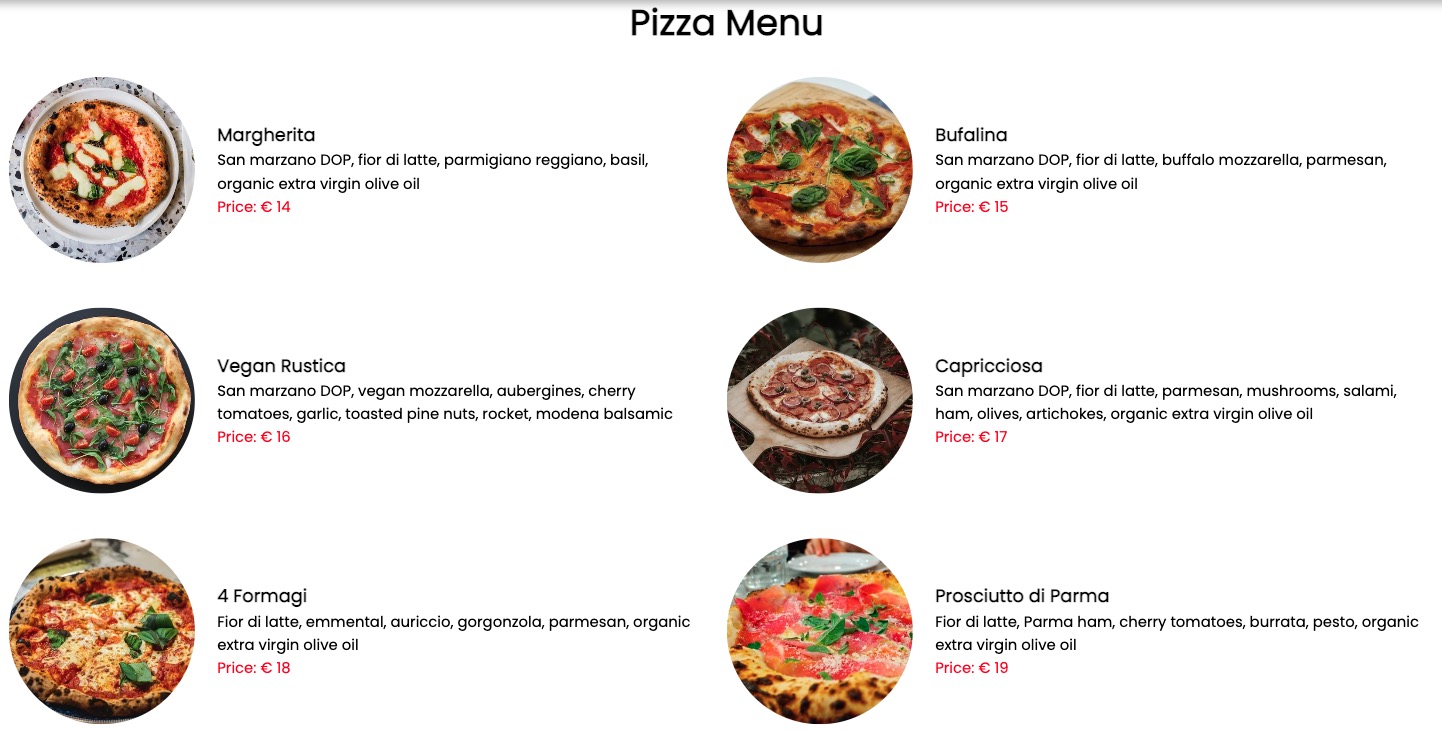 Pizza Menu
Margherita
San marzano DOP, fior di latte, parmigiano reggiano, basil,
organic extra virgin olive oil
Price: € 14
Bufalina
San marzano DOP, fior di latte, buffalo mozzarella, parmesan,
organic extra virgin olive oil
Price: € 15
Vegan Rustica
San marzano DOP, vegan mozzarella, aubergines, cherry
tomatoes, garlic, toasted pine nuts, rocket, modena balsamic
Price: € 16
Capricciosa
San marzano DOP, fior di latte, parmesan, mushrooms, salami,
ham, olives, artichokes, organic extra virgin olive oil
Price: € 17
4 Formagi
Fior di latte, emmental, auriccio, gorgonzola, parmesan, organic
extra virgin olive oil
Price: € 18
Prosciutto di Parma
Fior di latte, Parma ham, cherry tomatoes, burrata, pesto, organic
extra virgin olive oil
Price: € 19